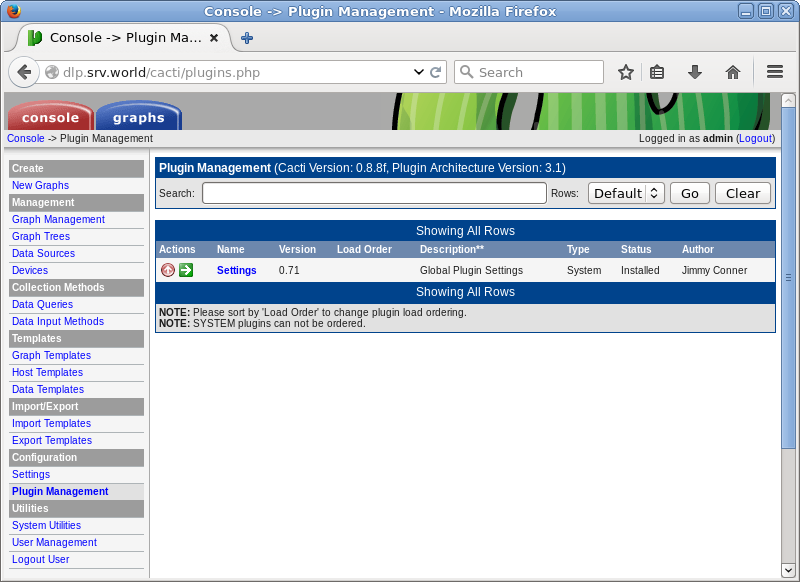 Console -> Plugin Management - Mozilla Firefox
Console -> Plugin Ma...
dlp.srv.world/cacti/plugins.php
Search
console
graphs
Console -> Plugin Management
Logged in as admin (Logout)
Create
New Graphs
Management
Graph Management
Graph Trees
Data Sources
Devices
Collection Methods
Data Queries
Data Input Methods
Templates
Graph Templates
Host Templates
Data Templates
Import/Export
Import Templates
Export Templates
Configuration
Settings
Plugin Management
Utilities
System Utilities
User Management
Logout User
Plugin Management (Cacti Version: 0.8.8f, Plugin Architecture Version: 3.1)
Search: Rows: Default Go Clear
Showing All Rows
Actions Name Version Load Order Description** Type Status Author
Settings 0.71 Global Plugin Settings System Installed Jimmy Conner
Showing All Rows
NOTE: Please sort by 'Load Order' to change plugin load ordering.
NOTE: SYSTEM plugins can not be ordered.